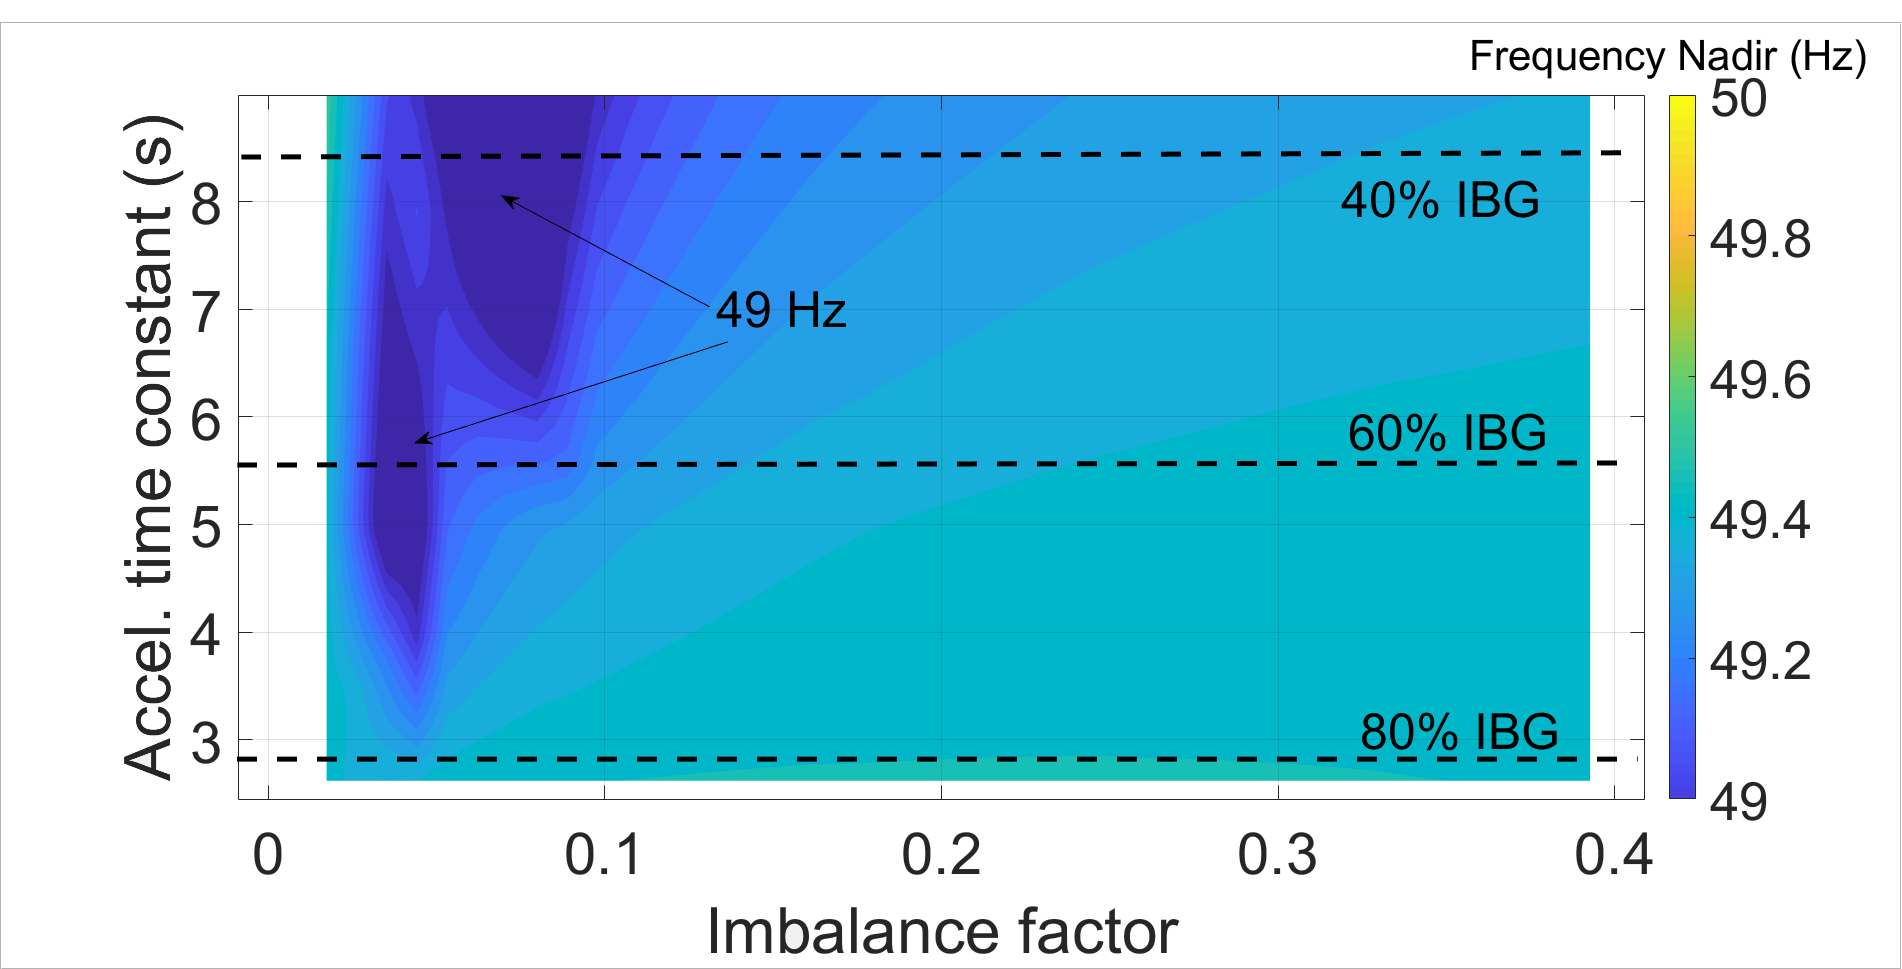 Frequency Nadir (Hz)
50
49.8
49.6
49.4
49.2
49
Accel. time constant (s)
8
7
6
5
4
3
40% IBG
49 Hz
60% IBG
80% IBG
0
0.1
0.2
0.3
0.4
Imbalance factor